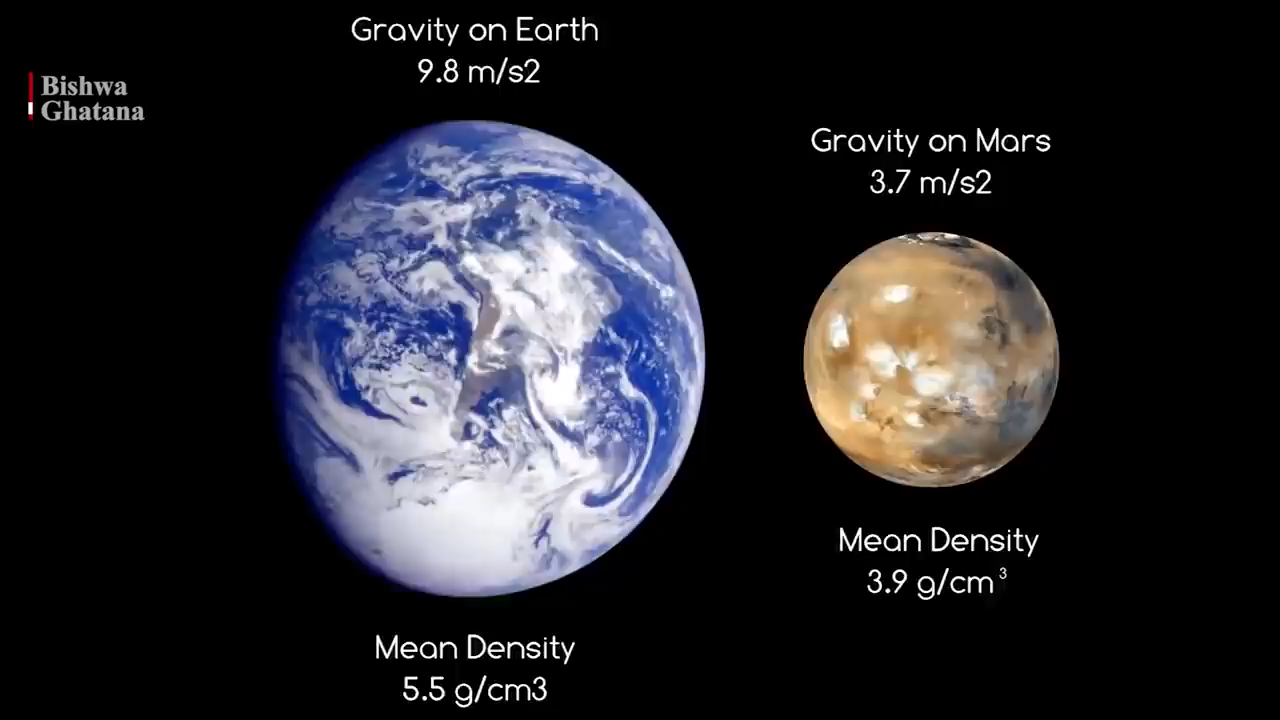 Bishwa
Ghatana
Gravity on Earth
9.8 m/s2
Gravity on Mars
3.7 m/s2
Mean Density
3.9 g/cm³
Mean Density
5.5 g/cm3